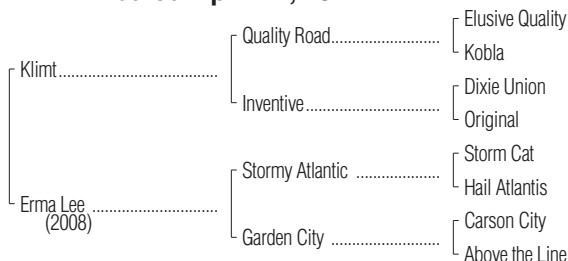 Elusive Quality
Quality Road
Kobla
Klimt
Dixie Union
Inventive
Original
Storm Cat
Stormy Atlantic
Hail Atlantis
Erma Lee
(2008)
Carson City
Garden City
Above the Line